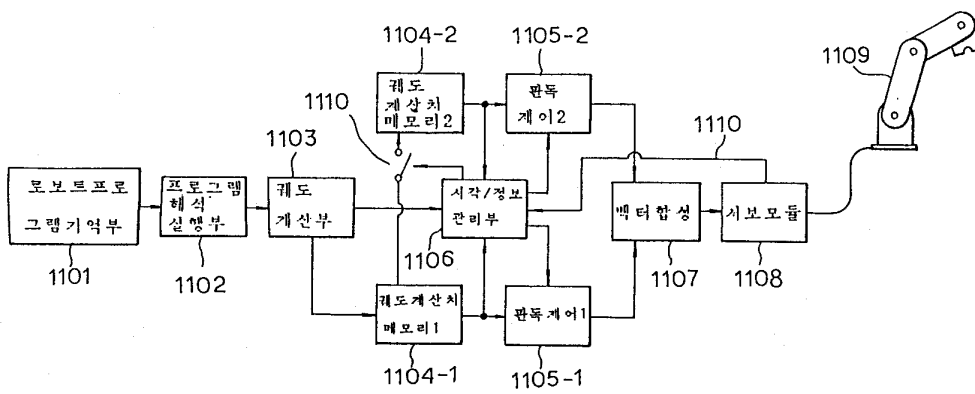 1104-2
1105-2
1109
궤도
계산치
메모리2
판독
제어2
1110
1110
1103
로보트프로
그램기억부
프로그램
해석
실행부
궤도
계산부
시각/정보
관리부
벡터합성
서보모듈
1101
1102
1106
1107
1108
궤도계산치
메모리1
판독제어1
1104-1
1105-1